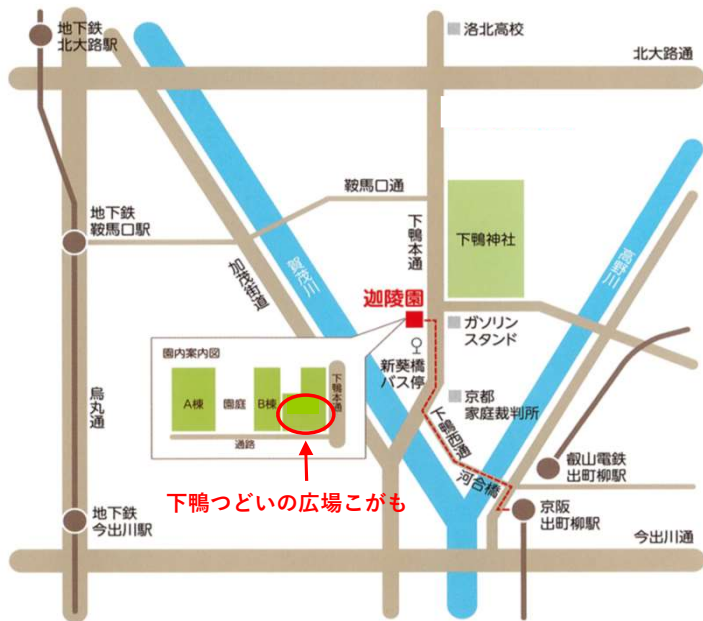 地下鉄
北大路駅
洛北高校
北大路通
鞍馬口通
地下鉄
鞍馬口駅
下鴨本通
下鴨神社
加茂街道
賀茂川
高野川
迦陵園
ガソリン
スタンド
新葵橋
バス停
園内案内図
A棟
園庭
B棟
下鴨本通
通路
烏丸通
京都
家庭裁判所
下鴨西通
河合橋
叡山電鉄
出町柳駅
下鴨つどいの広場こがも
京阪
出町柳駅
地下鉄
今出川駅
今出川通